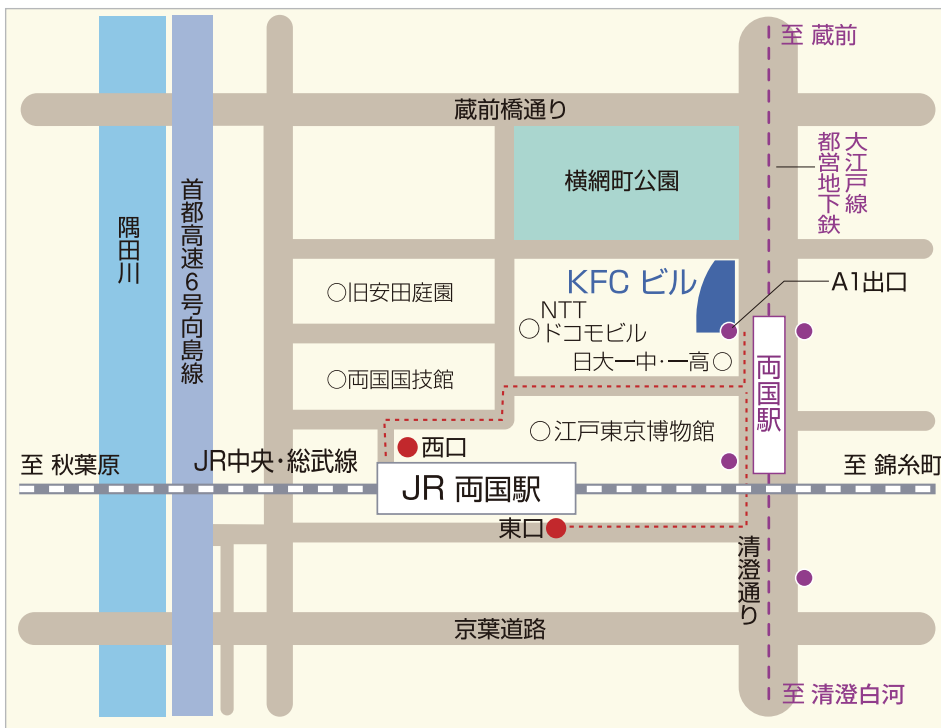 至 蔵前
蔵前橋通り
大江戸線
都営地下鉄
横網町公園
首都高速6号向島線
隅田川
KFC ビル
A1出口
○旧安田庭園
NTT
○ドコモビル
日大一中・一高○
両国駅
○両国国技館
○江戸東京博物館
西口
至 秋葉原
JR中央・総武線
至 錦糸町
JR 両国駅
東口
清澄通り
京葉道路
至 清澄白河